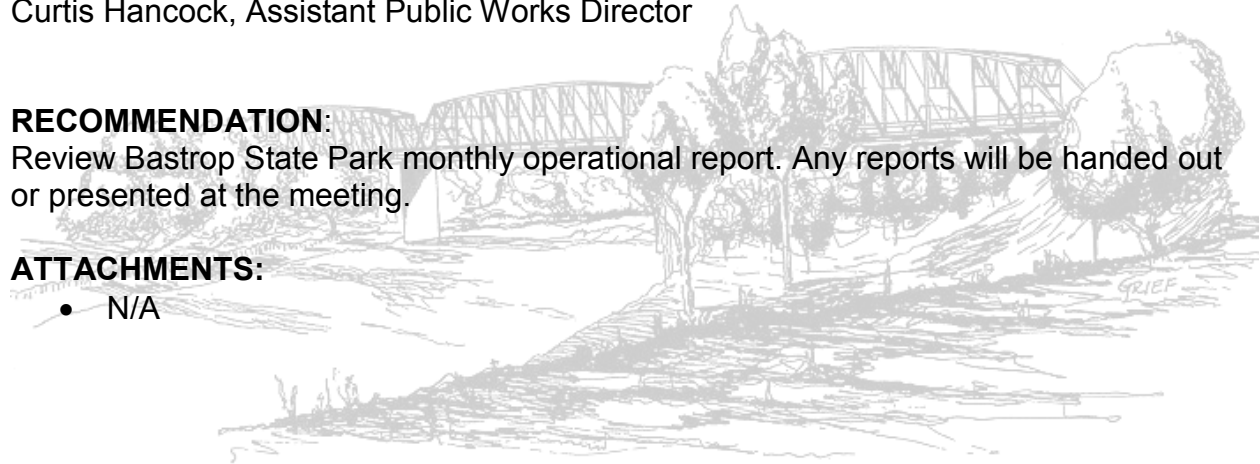 Curtis Hancock, Assistant Public Works Director
RECOMMENDATION:
Review Bastrop State Park monthly operational report. Any reports will be handed out
or presented at the meeting.
ATTACHMENTS:
• N/A
GRIEF